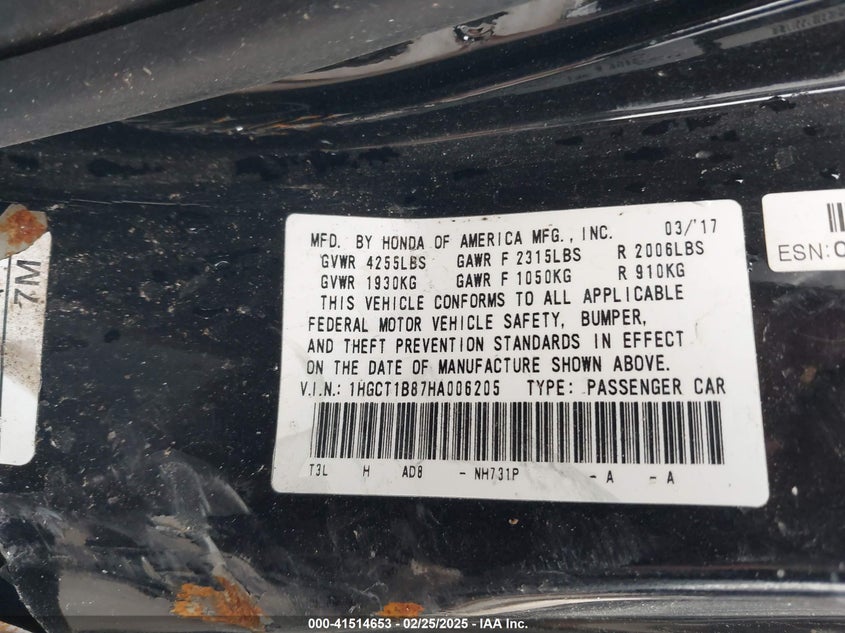 MFD. BY HONDA OF AMERICA MFG., INC. 03/'17
GVWR 4255LBS GAWR F 2315LBS R 2006LBS
GVWR 1930KG GAWR F 1050KG R 910KG
THIS VEHICLE CONFORMS TO ALL APPLICABLE
FEDERAL MOTOR VEHICLE SAFETY, BUMPER,
AND THEFT PREVENTION STANDARDS IN EFFECT
ON THE DATE OF MANUFACTURE SHOWN ABOVE.
V.I.N.: 1HGCT1B87HA006205 TYPE: PASSENGER CAR
T3L H AD8 - NH731P - A - A
ESN:
7M
000-41514653 - 02/25/2025 - IAA Inc.